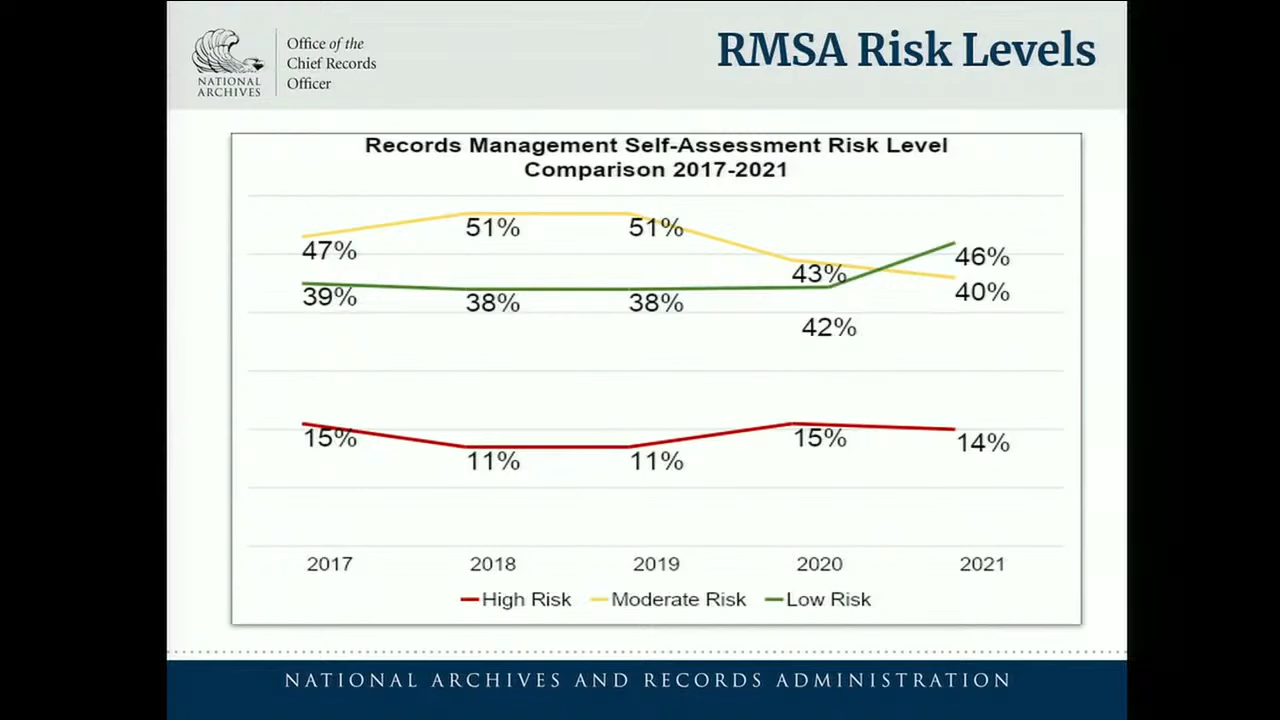 Office of the
Chief Records
Officer
NATIONAL
ARCHIVES
RMSA Risk Levels
Records Management Self-Assessment Risk Level
Comparison 2017-2021
47%
51%
51%
43%
46%
40%
39%
38%
38%
42%
15%
11%
11%
15%
14%
2017
2018
2019
2020
2021
High Risk
Moderate Risk
Low Risk
NATIONAL ARCHIVES AND RECORDS ADMINISTRATION